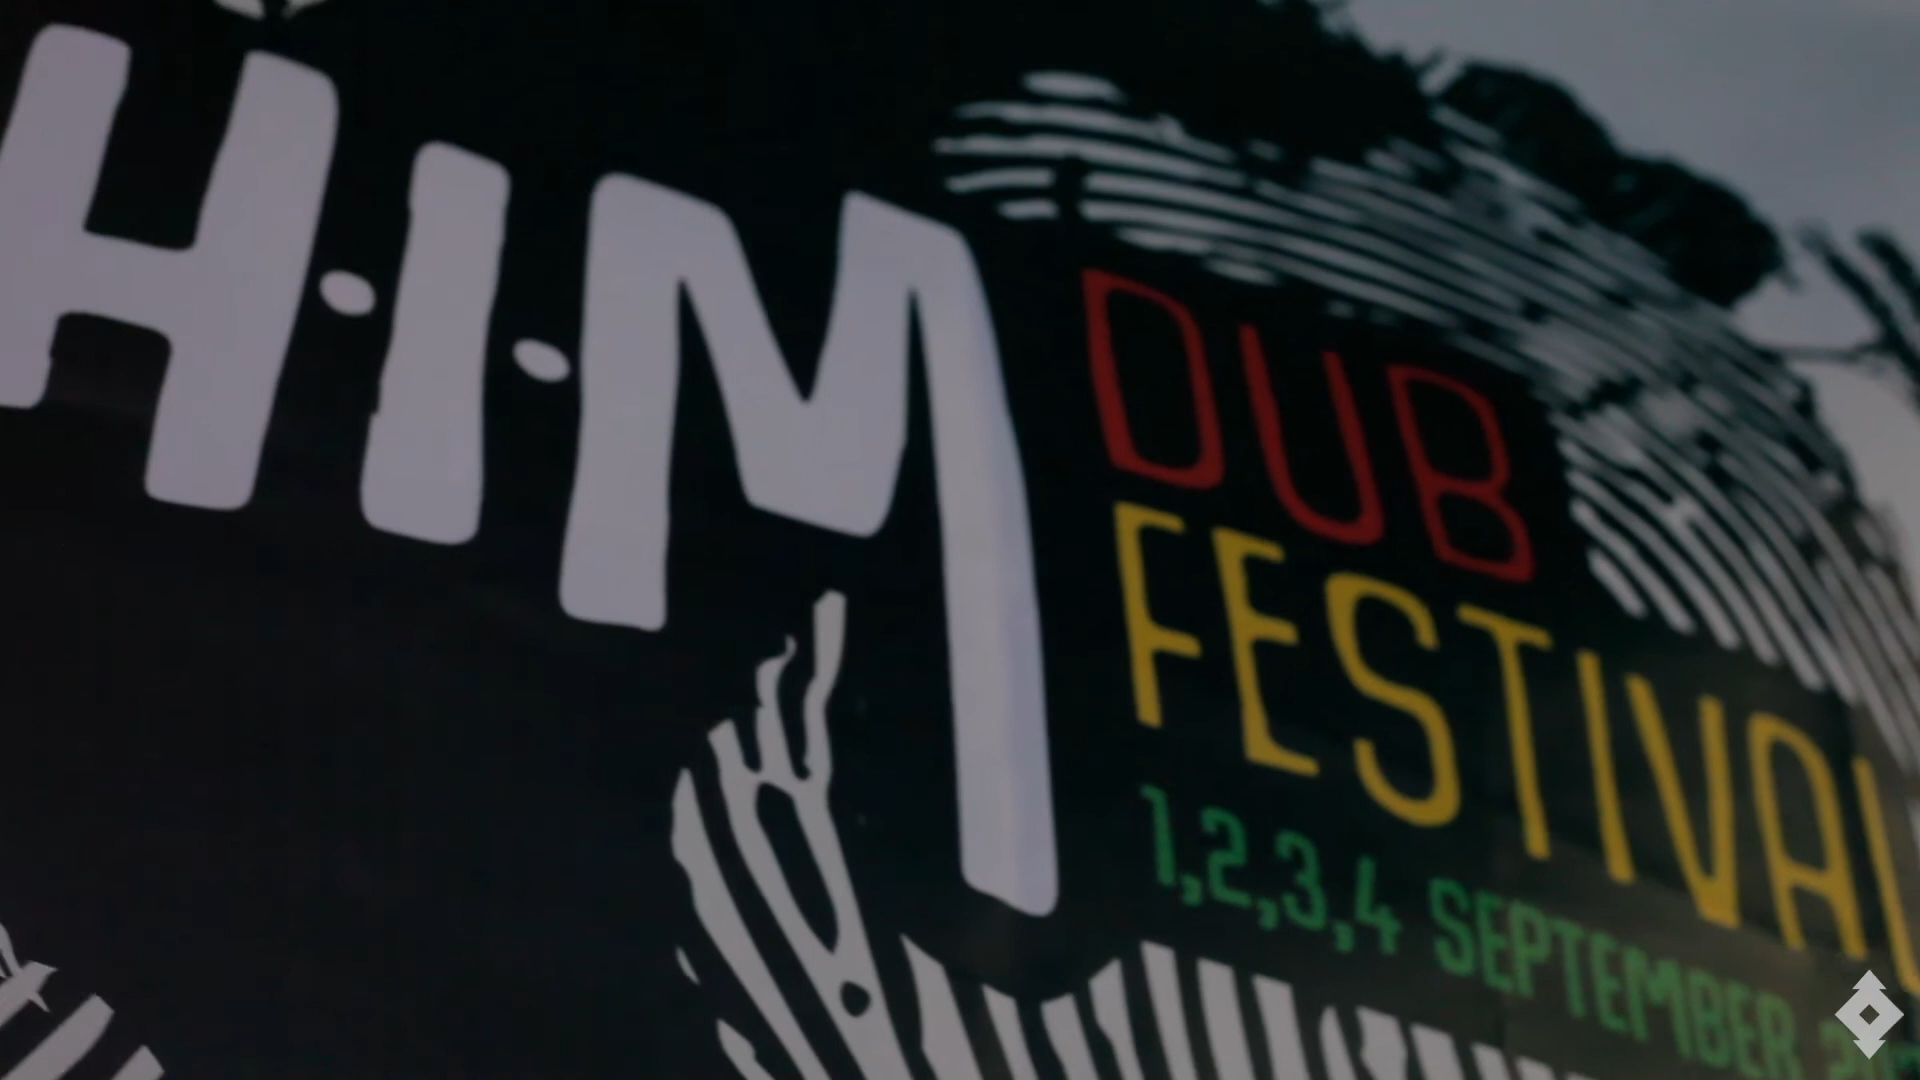 H·I·M
DUB
FESTIVAL
1,2,3,4 SEPTEMBER